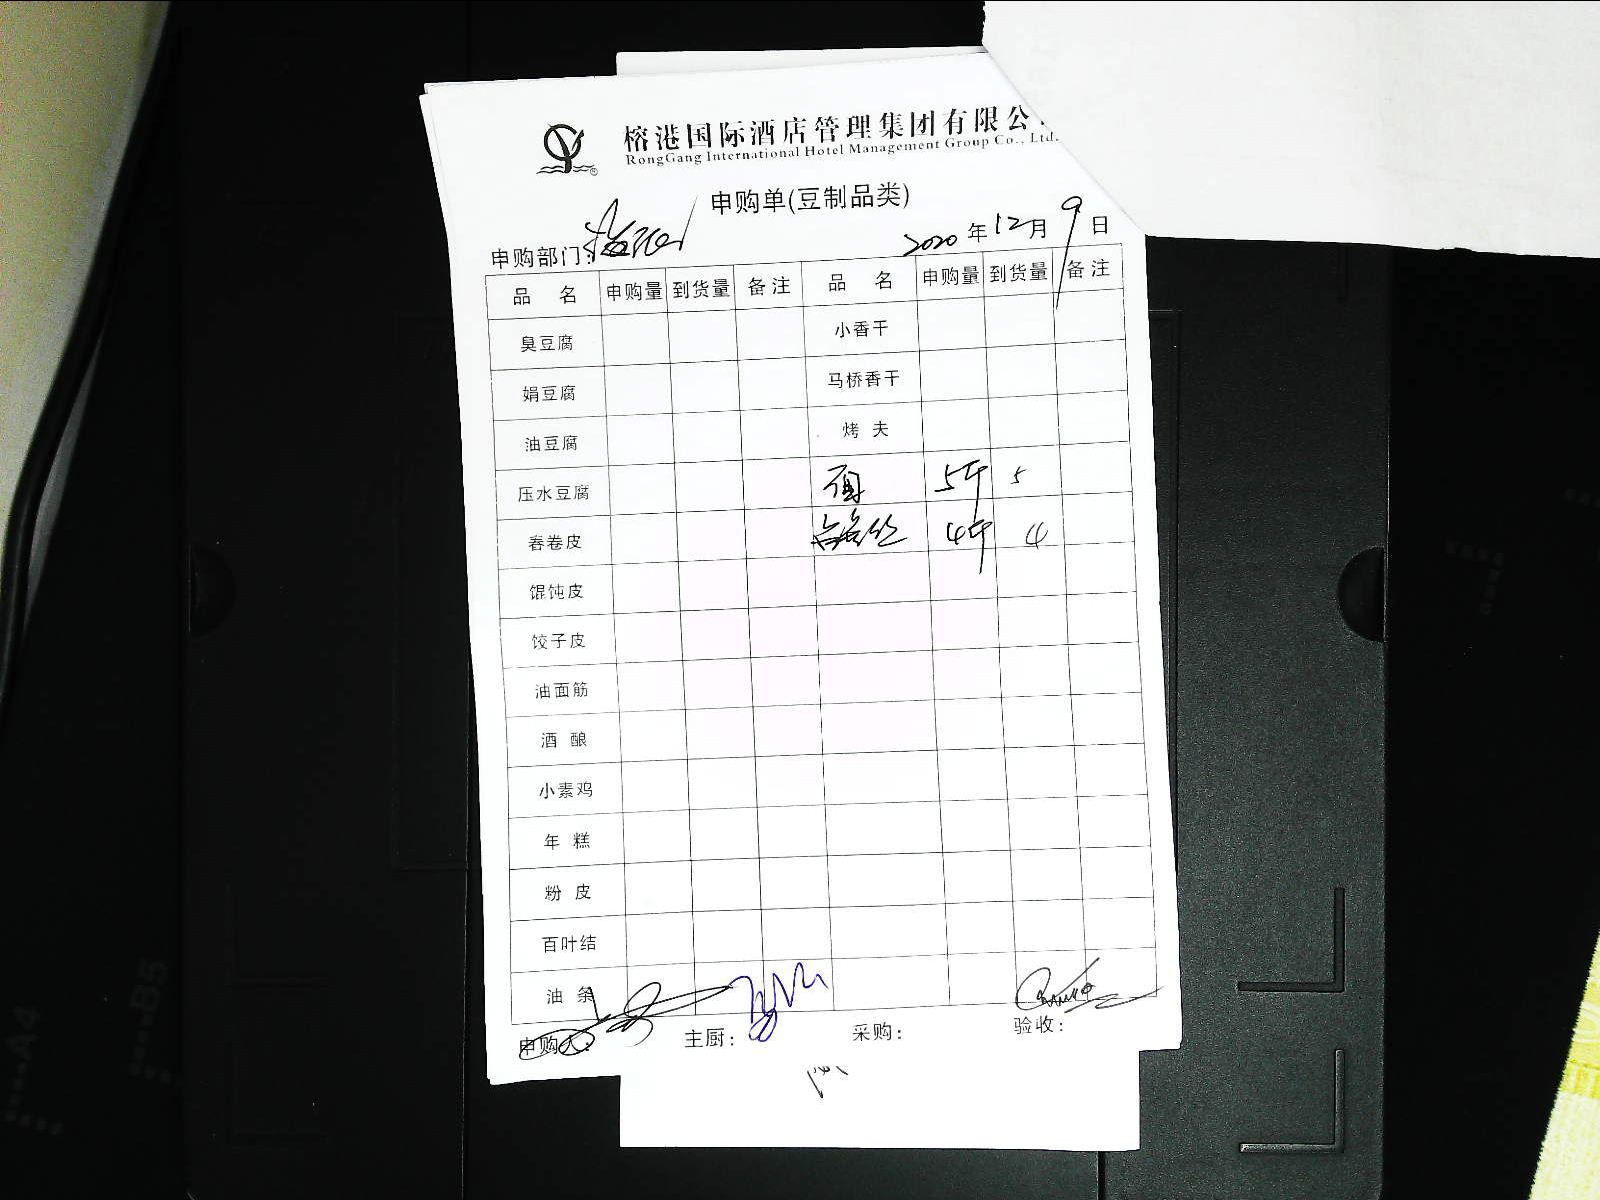 榕港国际酒店管理集团有限公
RongGang International Hotel Management Group Co., Ltd.
申购单(豆制品类)
申购部门: 2020 年 12 月 9 日
品 名 申购量 到货量 备注 品 名 申购量 到货量 备注
臭豆腐 小香干
娟豆腐 马桥香干
油豆腐 烤 夫
压水豆腐 面 5斤 5
春卷皮 4斤 4
馄饨皮
饺子皮
油面筋
酒 酿
小素鸡
年 糕
粉 皮
百叶结
油 条
申购人: 主厨: 采购: 验收:
A4
B5